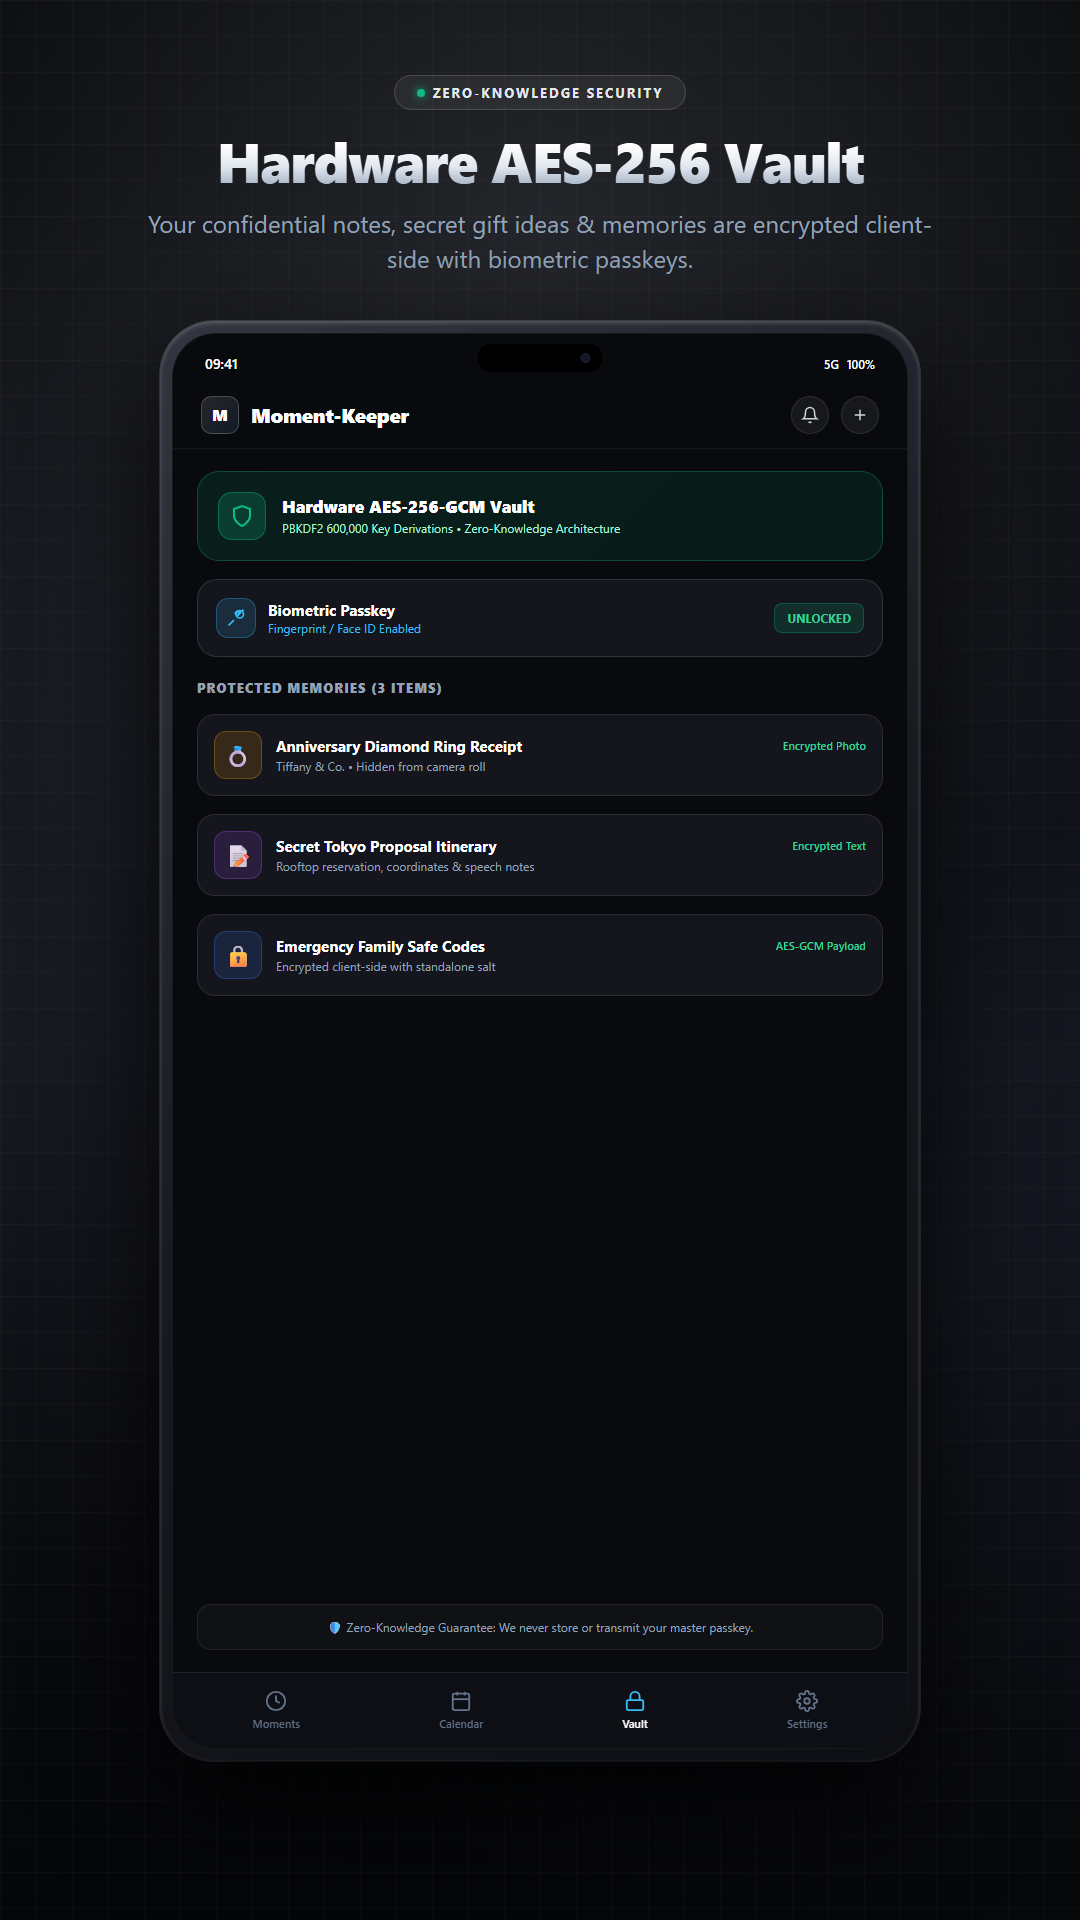 ZERO-KNOWLEDGE SECURITY
Hardware AES-256 Vault
Your confidential notes, secret gift ideas & memories are encrypted client-
side with biometric passkeys.
09:41
5G 100%
M
Moment-Keeper
Hardware AES-256-GCM Vault
PBKDF2 600,000 Key Derivations • Zero-Knowledge Architecture
Biometric Passkey
Fingerprint / Face ID Enabled
UNLOCKED
PROTECTED MEMORIES (3 ITEMS)
Anniversary Diamond Ring Receipt
Encrypted Photo
Tiffany & Co. • Hidden from camera roll
Secret Tokyo Proposal Itinerary
Encrypted Text
Rooftop reservation, coordinates & speech notes
Emergency Family Safe Codes
AES-GCM Payload
Encrypted client-side with standalone salt
Zero-Knowledge Guarantee: We never store or transmit your master passkey.
Moments
Calendar
Vault
Settings